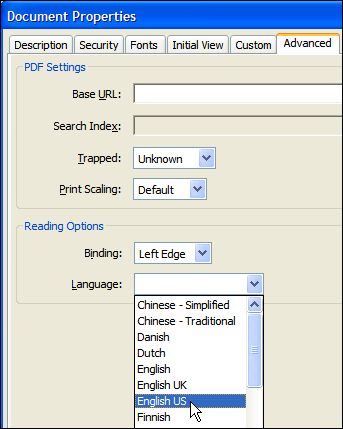 Document Properties
Description Security Fonts Initial View Custom Advanced
PDF Settings
Base URL:
Search Index:
Trapped: Unknown
Print Scaling: Default
Reading Options
Binding: Left Edge
Language:
Chinese - Simplified
Chinese - Traditional
Danish
Dutch
English
English UK
English US
Finnish